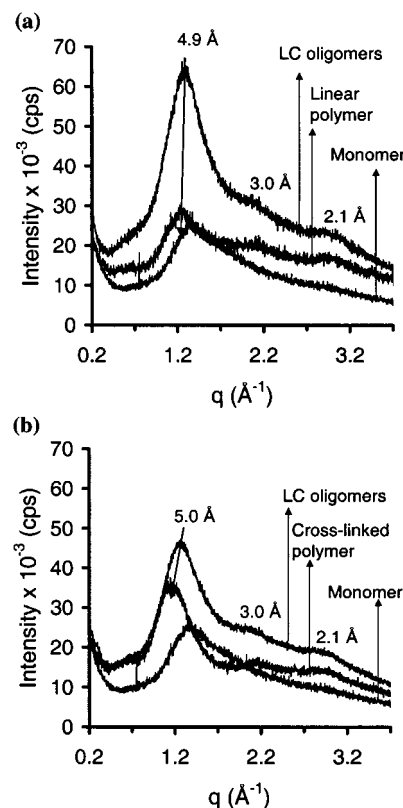 (a)
70
60
50
40
30
20
10
0
Intensity x 10⁻³ (cps)
4.9 Å
LC oligomers
Linear
polymer
Monomer
3.0 Å
2.1 Å
0.2 1.2 2.2 3.2
q (Å⁻¹)
(b)
70
60
50
40
30
20
10
0
Intensity x 10⁻³ (cps)
5.0 Å
LC oligomers
Cross-linked
polymer
Monomer
3.0 Å
2.1 Å
0.2 1.2 2.2 3.2
q (Å⁻¹)